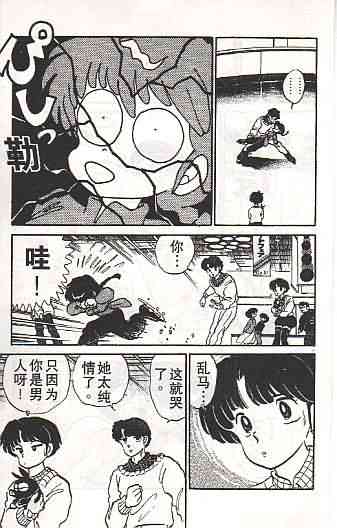 ……
ぴしっ
勒
你…
哇！
乱马…
这就哭
了。
她太纯
情了。
只因为
你是男
人呀！